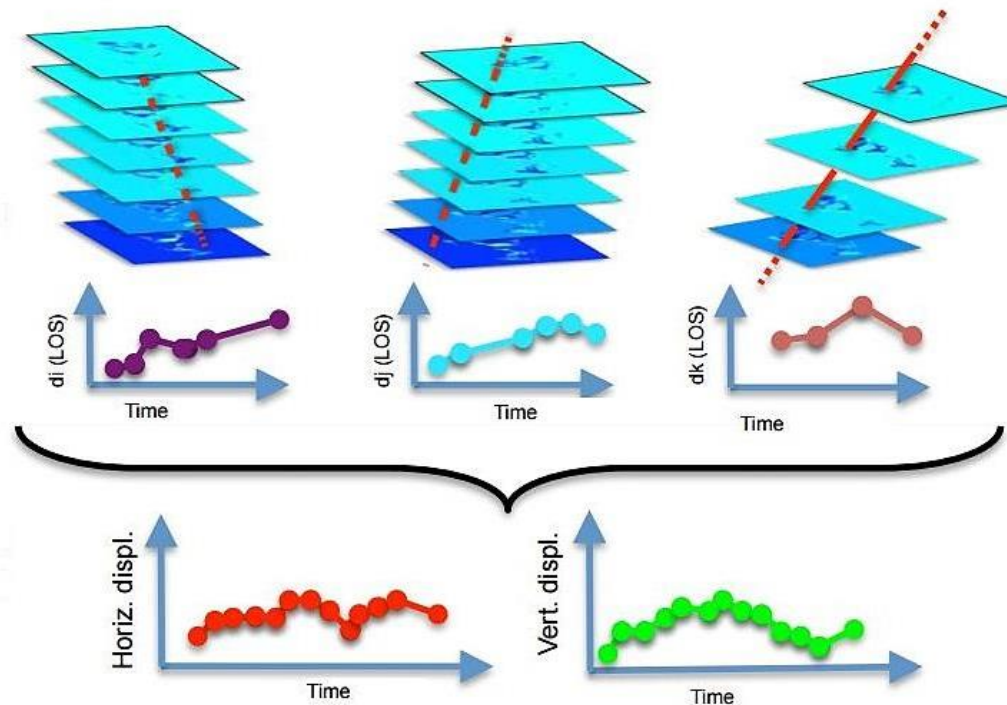 di (LOS)
Time
dj (LOS)
Time
dk (LOS)
Time
Horiz. displ.
Time
Vert. displ.
Time